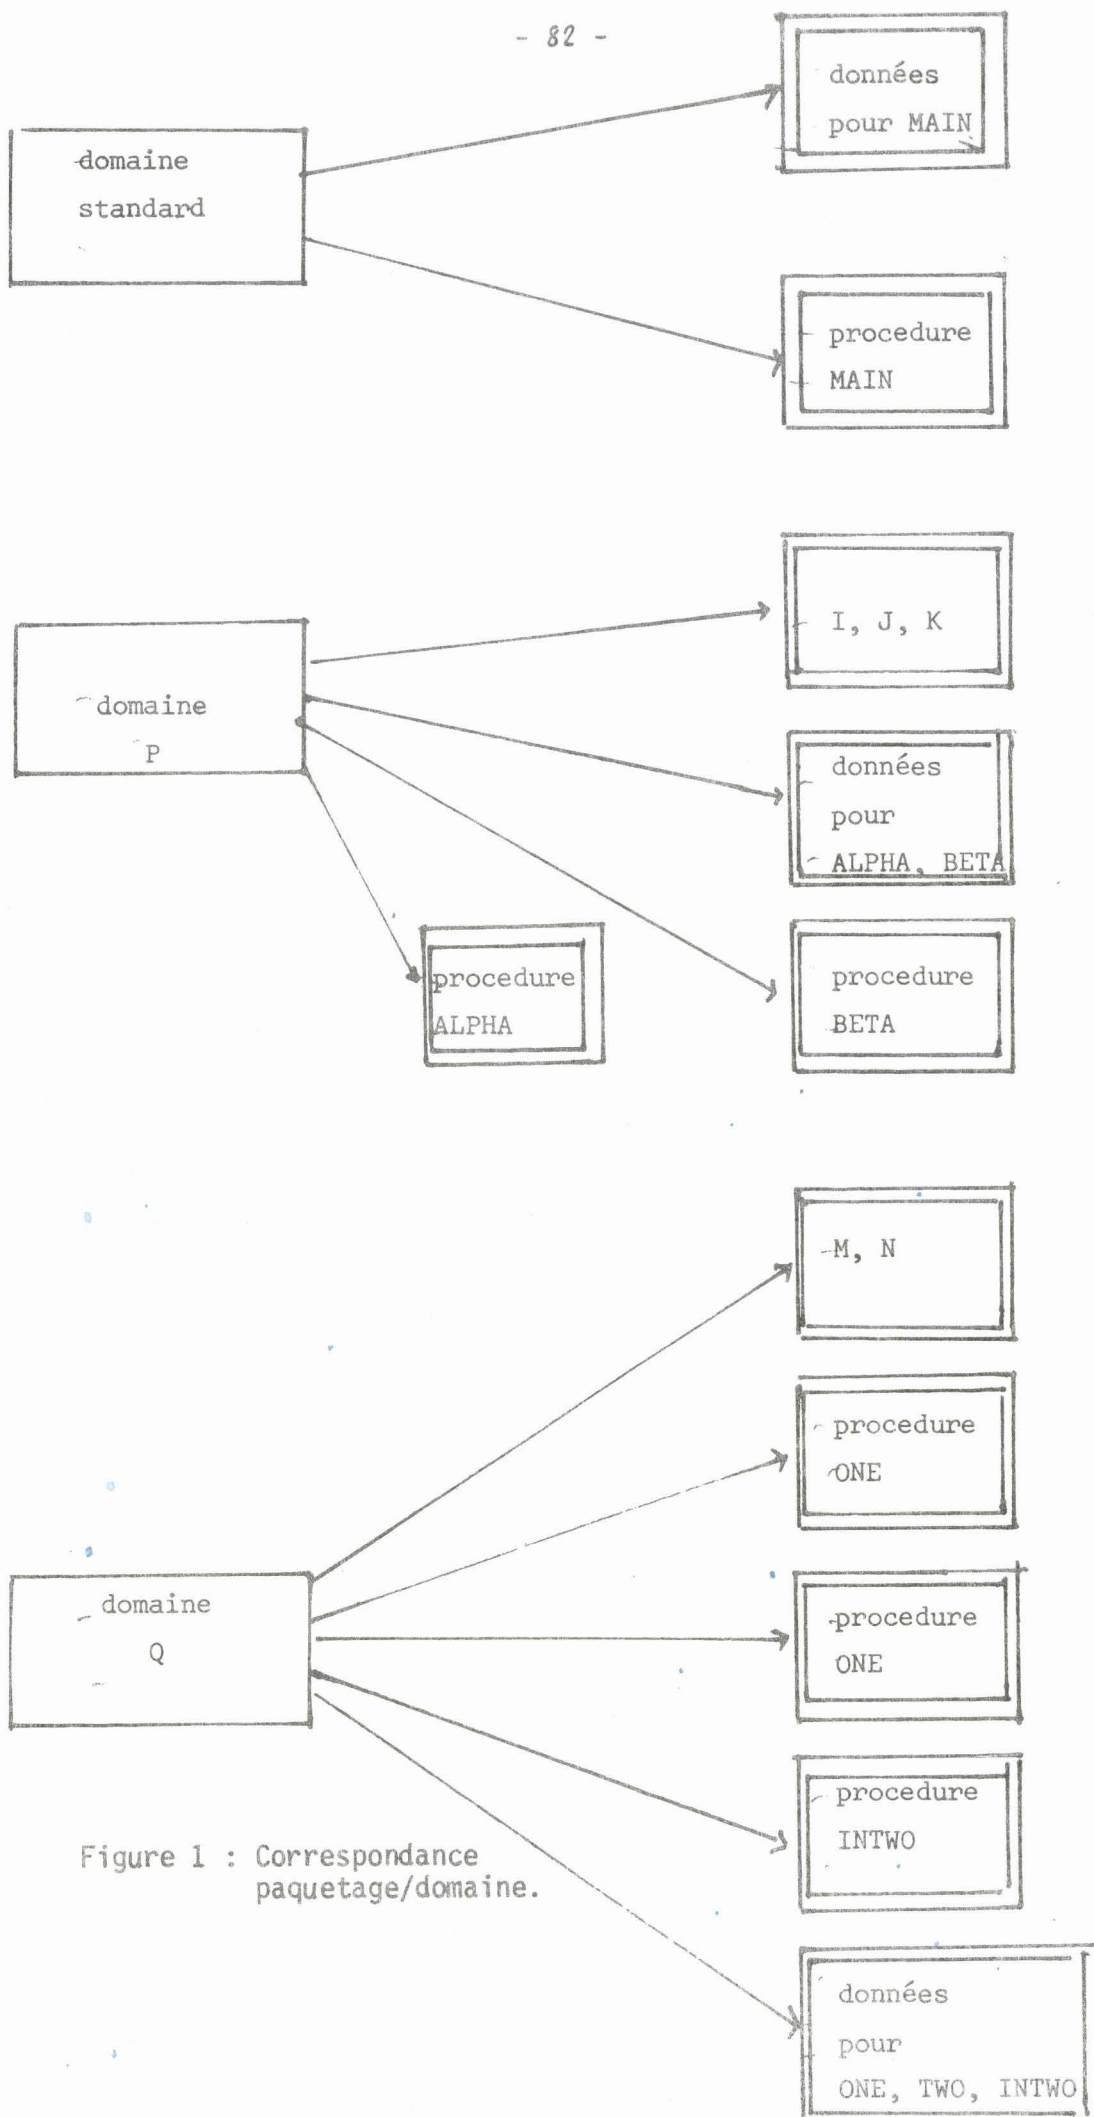 - 82 -
données
pour MAIN
domaine
standard
procedure
MAIN
I, J, K
domaine
P
données
pour
ALPHA, BETA
procedure
ALPHA
procedure
BETA
M, N
procedure
ONE
domaine
Q
procedure
ONE
procedure
INTWO
Figure 1 : Correspondance
paquetage/domaine.
données
pour
ONE, TWO, INTWO